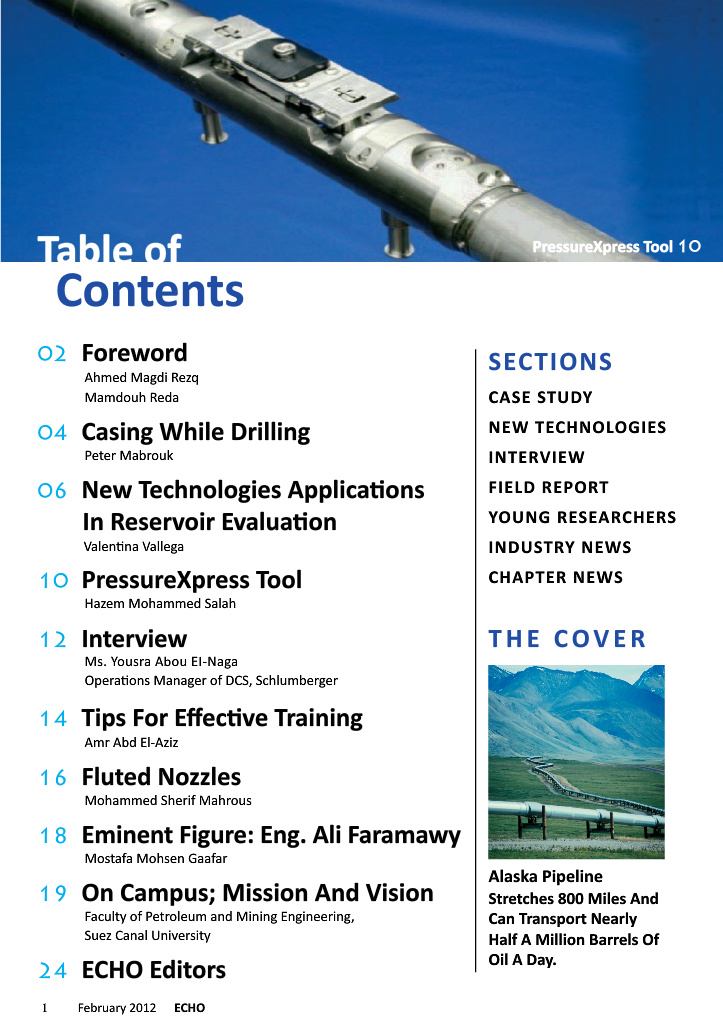 Table of
Contents
PressureXpress Tool 10
02 Foreword
Ahmed Magdi Rezq
Mamdouh Reda
04 Casing While Drilling
Peter Mabrouk
06 New Technologies Applications
In Reservoir Evaluation
Valentina Vallega
10 PressureXpress Tool
Hazem Mohammed Salah
12 Interview
Ms. Yousra Abou El-Naga
Operations Manager of DCS, Schlumberger
14 Tips For Effective Training
Amr Abd El-Aziz
16 Fluted Nozzles
Mohammed Sherif Mahrous
18 Eminent Figure: Eng. Ali Faramawy
Mostafa Mohsen Gaafar
19 On Campus; Mission And Vision
Faculty of Petroleum and Mining Engineering,
Suez Canal University
24 ECHO Editors
SECTIONS
CASE STUDY
NEW TECHNOLOGIES
INTERVIEW
FIELD REPORT
YOUNG RESEARCHERS
INDUSTRY NEWS
CHAPTER NEWS
THE COVER
Alaska Pipeline
Stretches 800 Miles And
Can Transport Nearly
Half A Million Barrels Of
Oil A Day.
1 February 2012 ECHO